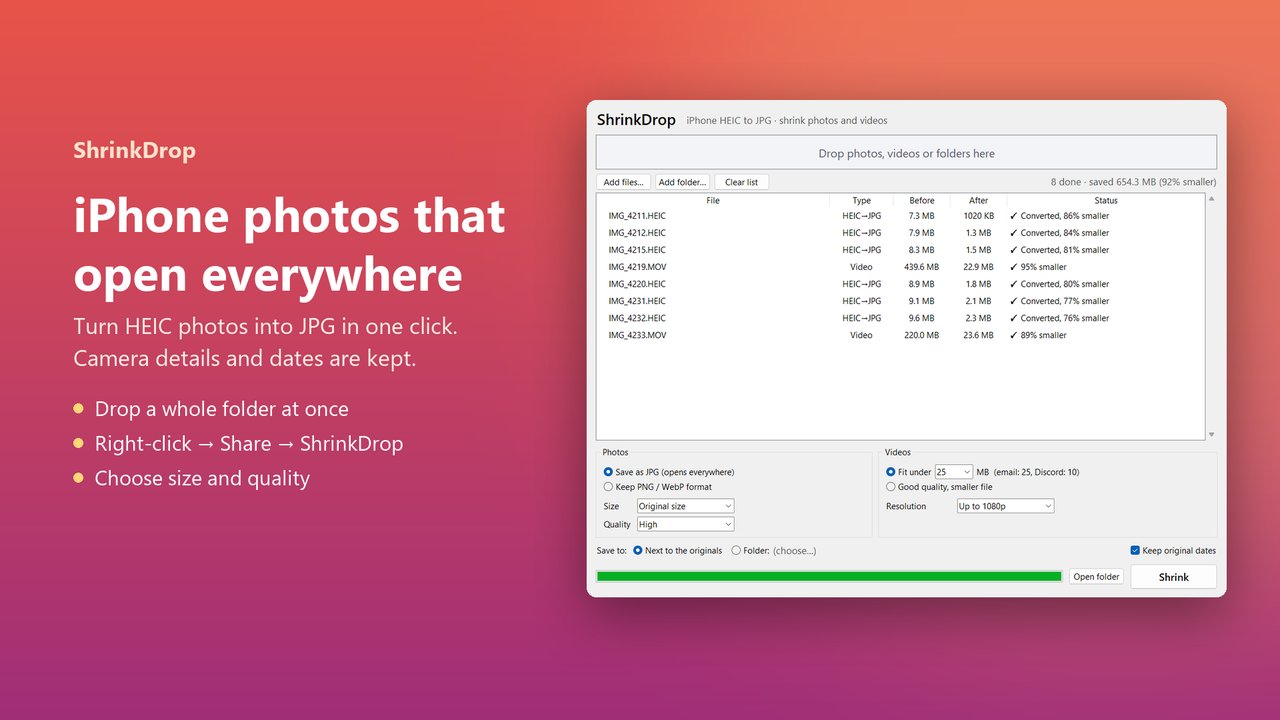 ShrinkDrop
iPhone photos that
open everywhere
Turn HEIC photos into JPG in one click.
Camera details and dates are kept.
Drop a whole folder at once
Right-click → Share → ShrinkDrop
Choose size and quality
ShrinkDrop iPhone HEIC to JPG · shrink photos and videos
Drop photos, videos or folders here
Add files... Add folder... Clear list 8 done · saved 654.3 MB (92% smaller)
File Type Before After Status
IMG_4211.HEIC HEIC→JPG 7.3 MB 1020 KB ✓ Converted, 86% smaller
IMG_4212.HEIC HEIC→JPG 7.9 MB 1.3 MB ✓ Converted, 84% smaller
IMG_4215.HEIC HEIC→JPG 8.3 MB 1.5 MB ✓ Converted, 81% smaller
IMG_4219.MOV Video 439.6 MB 22.9 MB ✓ 95% smaller
IMG_4220.HEIC HEIC→JPG 8.9 MB 1.8 MB ✓ Converted, 80% smaller
IMG_4231.HEIC HEIC→JPG 9.1 MB 2.1 MB ✓ Converted, 77% smaller
IMG_4232.HEIC HEIC→JPG 9.6 MB 2.3 MB ✓ Converted, 76% smaller
IMG_4233.MOV Video 220.0 MB 23.6 MB ✓ 89% smaller
Photos
Save as JPG (opens everywhere)
Keep PNG / WebP format
Size Original size
Quality High
Videos
Fit under 25 MB (email: 25, Discord: 10)
Good quality, smaller file
Resolution Up to 1080p
Save to: Next to the originals Folder: (choose...) Keep original dates
Open folder Shrink